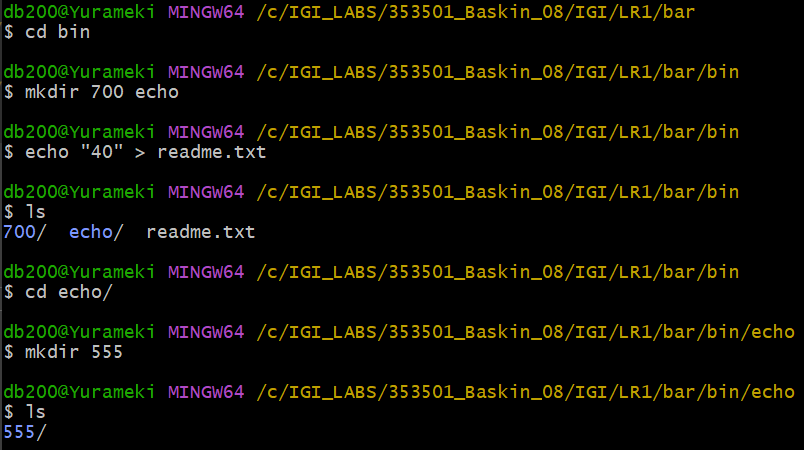 db200@Yurameki MINGW64 /c/IGI_LABS/353501_Baskin_08/IGI/LR1/bar
$ cd bin
db200@Yurameki MINGW64 /c/IGI_LABS/353501_Baskin_08/IGI/LR1/bar/bin
$ mkdir 700 echo
db200@Yurameki MINGW64 /c/IGI_LABS/353501_Baskin_08/IGI/LR1/bar/bin
$ echo "40" > readme.txt
db200@Yurameki MINGW64 /c/IGI_LABS/353501_Baskin_08/IGI/LR1/bar/bin
$ ls
700/  echo/  readme.txt
db200@Yurameki MINGW64 /c/IGI_LABS/353501_Baskin_08/IGI/LR1/bar/bin
$ cd echo/
db200@Yurameki MINGW64 /c/IGI_LABS/353501_Baskin_08/IGI/LR1/bar/bin/echo
$ mkdir 555
db200@Yurameki MINGW64 /c/IGI_LABS/353501_Baskin_08/IGI/LR1/bar/bin/echo
$ ls
555/